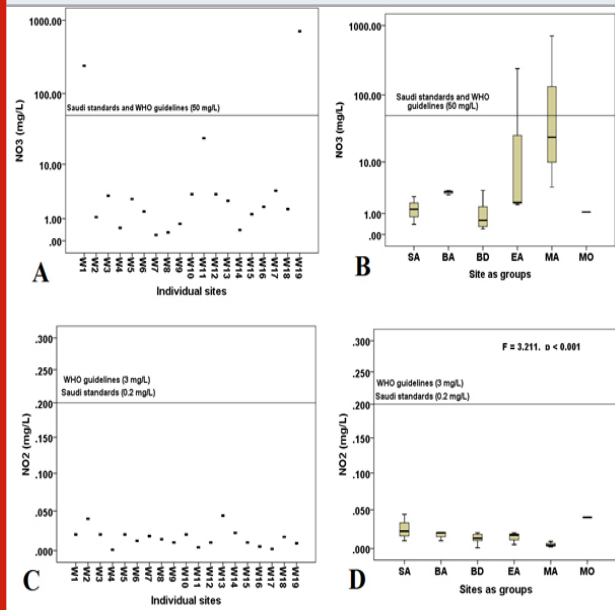 1000.00
100.00
Saudi standards and WHO guidelines (50 mg/L)
10.00
1.00
.00
NO3 (mg/L)
W1 W2 W3 W4 W5 W6 W7 W8 W9 W10 W11 W12 W13 W14 W15 W16 W17 W18 W19
Individual sites
A
1000.00
100.00
Saudi standards and WHO
guidelines (50 mg/L)
10.00
1.00
.00
NO3 (mg/L)
SA BA BD EA MA MO
Site as groups
B
.300
.250
WHO guidelines (3 mg/L)
Saudi standards (0.2 mg/L)
.200
.150
.100
.050
.000
NO2 (mg/L)
W1 W2 W3 W4 W5 W6 W7 W8 W9 W10 W11 W12 W13 W14 W15 W16 W17 W18 W19
Individual sites
C
F = 3.211, p < 0.001
.300
.250
WHO guidelines (3 mg/L)
Saudi standards (0.2 mg/L)
.200
.150
.100
.050
.000
NO2 (mg/L)
SA BA BD EA MA MO
Sites as groups
D